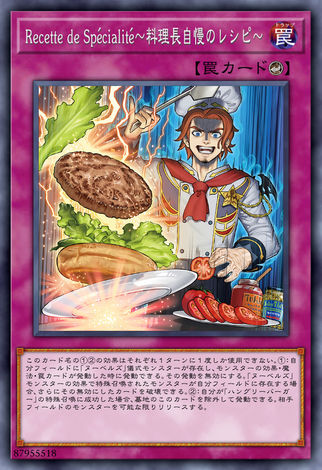 Recette de Spécialité～料理長自慢のレシピ～
罠
トラップ
【罠カード】
このカード名の①②の効果はそれぞれ１ターンに１度しか使用できない。①：自
分フィールドに「ヌーベルズ」儀式モンスターが存在し、モンスターの効果・魔
法・罠カードが発動した時に発動できる。その発動を無効にする。「ヌーベルズ」
モンスターの効果で特殊召喚されたモンスターが自分フィールドに存在する場
合、さらにその無効にしたカードを破壊できる。②：自分が「ハングリーバーガ
ー」の特殊召喚に成功した場合、墓地のこのカードを除外して発動できる。相手
フィールドのモンスターを可能な限りリリースする。
87955518